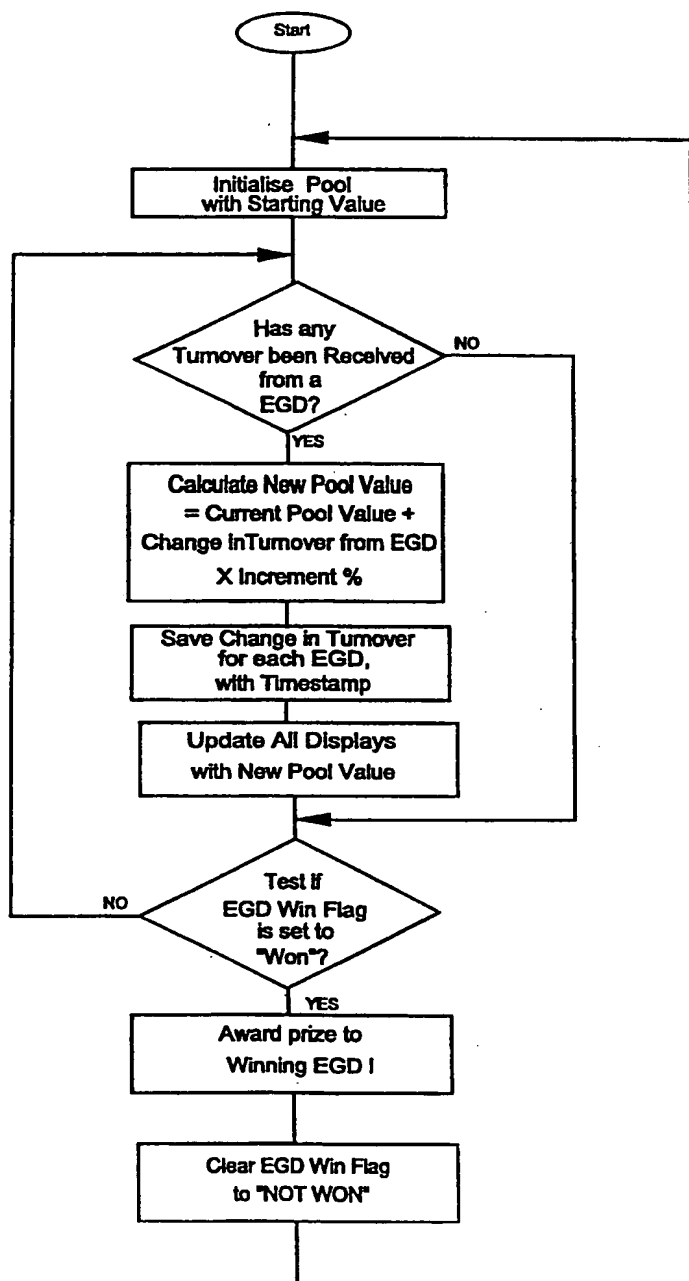 Start
Initialise Pool
with Starting Value
Has any
Turnover been Received
from a
EGD?
NO
YES
Calculate New Pool Value
= Current Pool Value +
Change inTurnover from EGD
X Increment %
Save Change in Turnover
for each EGD,
with Timestamp
Update All Displays
with New Pool Value
Test if
EGD Win Flag
is set to
"Won"?
NO
YES
Award prize to
Winning EGD !
Clear EGD Win Flag
to "NOT WON"